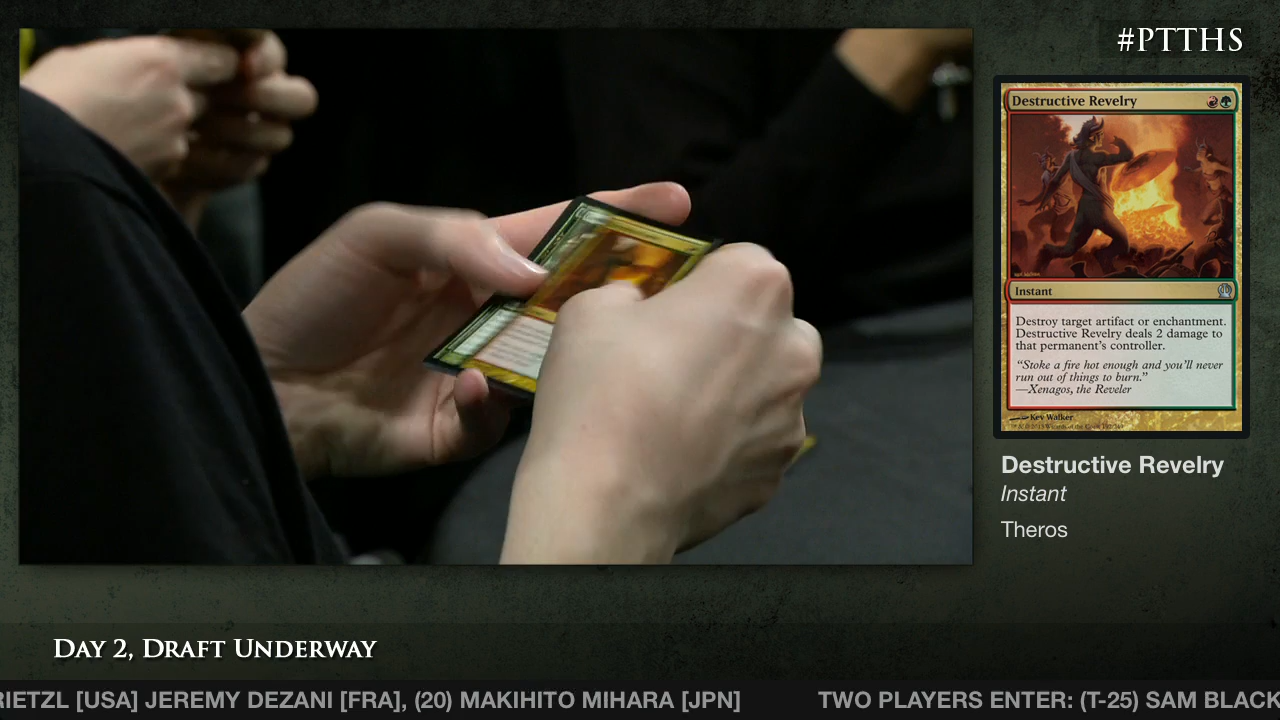 #PTTHS
Destructive Revelry
Instant
Destroy target artifact or enchantment.
Destructive Revelry deals 2 damage to
that permanent's controller.
"Stoke a fire hot enough and you'll never
run out of things to burn."
—Xenagos, the Reveler
Kev Walker
Destructive Revelry
Instant
Theros
Day 2, Draft Underway
RIETZL [USA] JEREMY DEZANI [FRA], (20) MAKIHITO MIHARA [JPN] TWO PLAYERS ENTER: (T-25) SAM BLACK